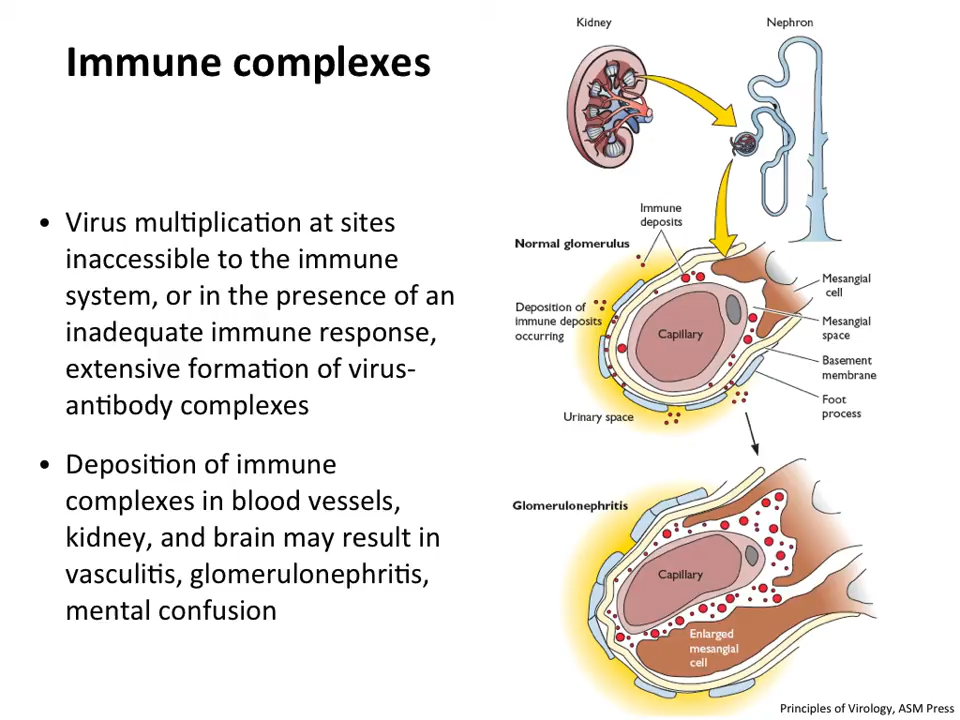 Immune complexes
• Virus multiplication at sites
inaccessible to the immune
system, or in the presence of an
inadequate immune response,
extensive formation of virus-
antibody complexes
• Deposition of immune
complexes in blood vessels,
kidney, and brain may result in
vasculitis, glomerulonephritis,
mental confusion
Kidney
Nephron
Immune
deposits
Normal glomerulus
Deposition of
immune deposits
occurring
Capillary
Mesangial
cell
Mesangial
space
Basement
membrane
Foot
process
Urinary space
Glomerulonephritis
Capillary
Enlarged
mesangial
cell
Principles of Virology, ASM Press